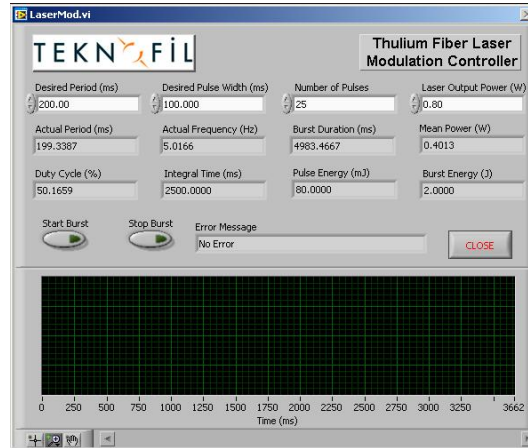 LaserMod.vi
TEKNOFİL
Thulium Fiber Laser
Modulation Controller
Desired Period (ms) Desired Pulse Width (ms) Number of Pulses Laser Output Power (W)
200.00 100.000 25 0.80
Actual Period (ms) Actual Frequency (Hz) Burst Duration (ms) Mean Power (W)
199.3387 5.0166 4983.4667 0.4013
Duty Cycle (%) Integral Time (ms) Pulse Energy (mJ) Burst Energy (J)
50.1659 2500.0000 80.0000 2.0000
Start Burst Stop Burst Error Message
No Error CLOSE
0 250 500 750 1000 1250 1500 1750 2000 2250 2500 2750 3000 3250 3662
Time (ms)